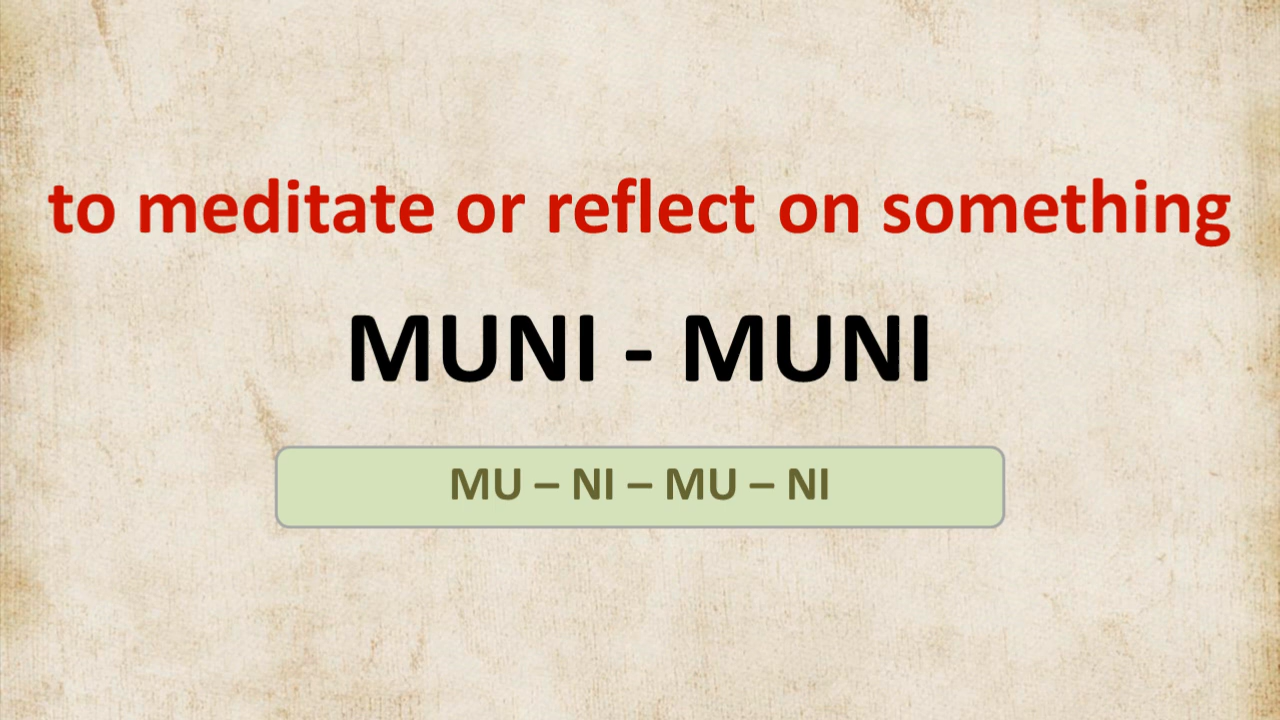 to meditate or reflect on something
MUNI - MUNI
MU – NI – MU – NI